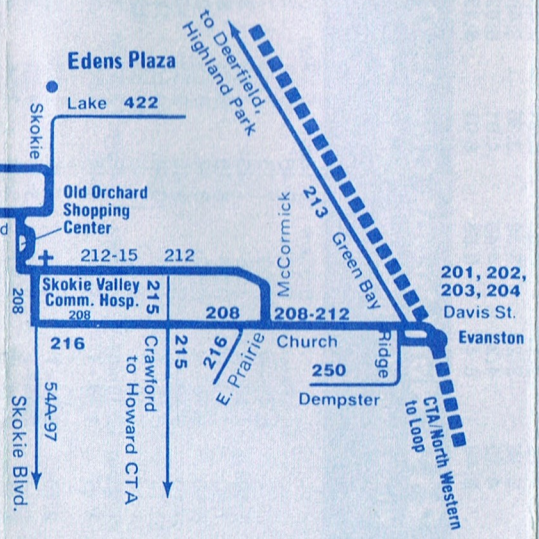 to Deerfield,
Highland Park
Edens Plaza
Skokie
Lake 422
Old Orchard
Shopping
Center
d
212-15 212
McCormick
213
Green Bay
201, 202,
203, 204
Davis St.
Evanston
Skokie Valley
Comm. Hosp.
208
208
215
208
208-212
216
215
216
E. Prairie
Church
Ridge
250
Dempster
Crawford
to Howard CTA
54A-97
Skokie Blvd.
CTA/North Western
to Loop